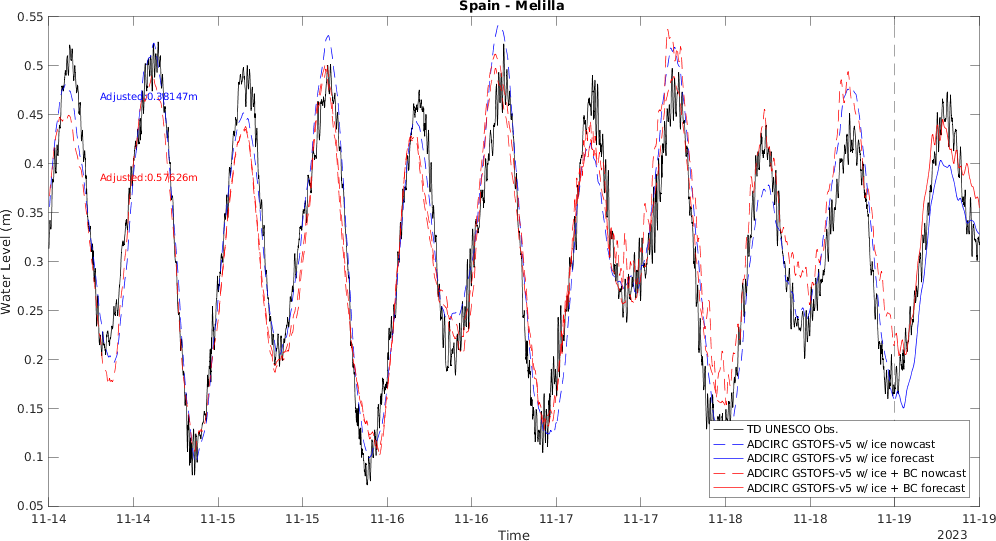 Spain - Melilla
0.55
0.5
0.45
0.4
0.35
0.3
0.25
0.2
0.15
0.1
0.05
Water Level (m)
Adjusted:0.38147m
Adjusted:0.57626m
TD UNESCO Obs.
ADCIRC GSTOFS-v5 w/ ice nowcast
ADCIRC GSTOFS-v5 w/ ice forecast
ADCIRC GSTOFS-v5 w/ ice + BC nowcast
ADCIRC GSTOFS-v5 w/ ice + BC forecast
11-14 11-14 11-15 11-15 11-16 11-16 11-17 11-17 11-18 11-18 11-19 11-19
Time
2023